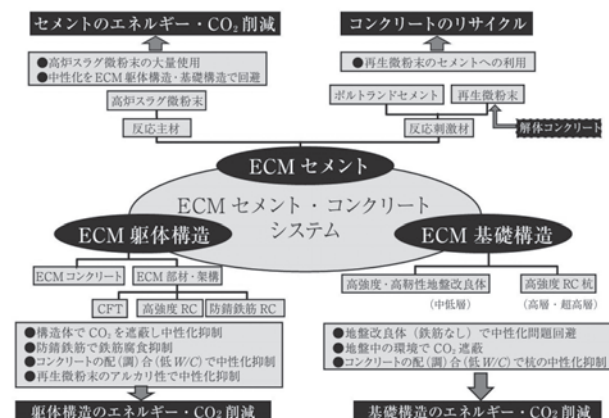 セメントのエネルギー・CO₂削減
コンクリートのリサイクル
●高炉スラグ微粉末の大量使用
●中性化をECM躯体構造・基礎構造で回避
●再生微粉末のセメントへの利用
高炉スラグ微粉末
ポルトランドセメント
再生微粉末
反応主材
反応刺激材
解体コンクリート
ECMセメント
ECMセメント・コンクリート
システム
ECM躯体構造
ECM基礎構造
ECMコンクリート
ECM部材・架構
高強度・高靭性地盤改良体
高強度RC杭
(中低層)
(高層・超高層)
CFT
高強度RC
防錆鉄筋RC
●構造体でCO₂を遮蔽し中性化抑制
●防錆鉄筋で鉄筋腐食抑制
●コンクリートの配(調)合(低W/C)で中性化抑制
●再生微粉末のアルカリ性で中性化抑制
●地盤改良体(鉄筋なし)で中性化問題回避
●地盤中の環境でCO₂遮蔽
●コンクリートの配(調)合(低W/C)で杭の中性化抑制
躯体構造のエネルギー・CO₂削減
基礎構造のエネルギー・CO₂削減